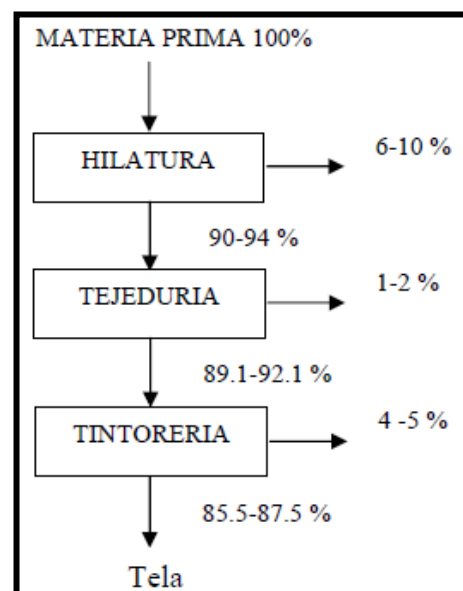 MATERIA PRIMA 100%
6-10 %
HILATURA
90-94 %
TEJEDURIA
1-2 %
89.1-92.1 %
TINTORERIA
4 -5 %
85.5-87.5 %
Tela